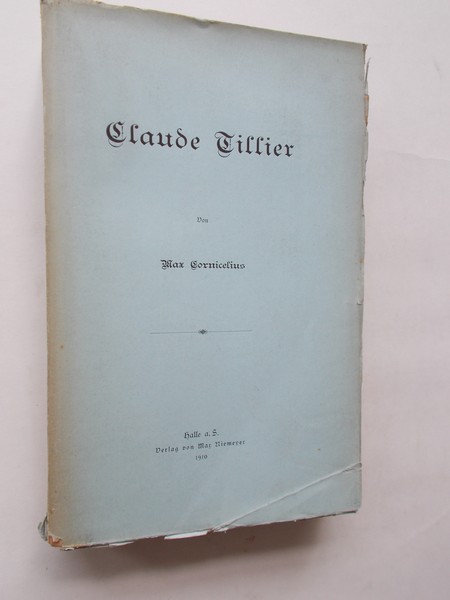 Claude Tillier
Von
Max Cornicelius
Halle a. S.
Verlag von Max Niemeyer
1910